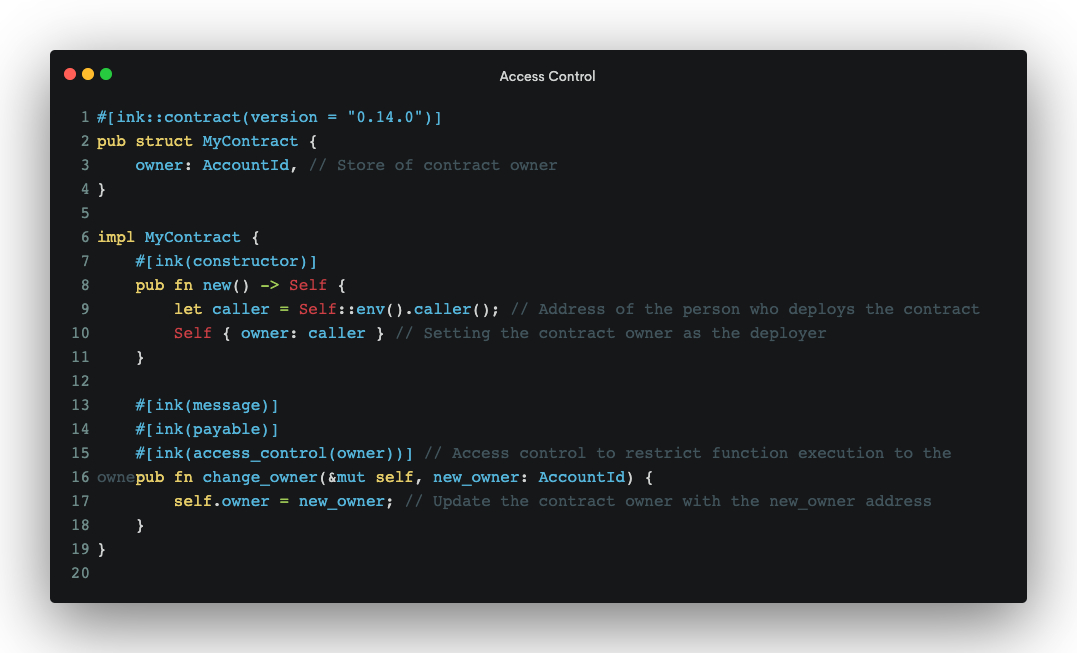 Access Control
1 #[ink::contract(version = "0.14.0")]
2 pub struct MyContract {
3     owner: AccountId, // Store of contract owner
4 }
5
6 impl MyContract {
7     #[ink(constructor)]
8     pub fn new() -> Self {
9         let caller = Self::env().caller(); // Address of the person who deploys the contract
10         Self { owner: caller } // Setting the contract owner as the deployer
11     }
12
13     #[ink(message)]
14     #[ink(payable)]
15     #[ink(access_control(owner))] // Access control to restrict function execution to the
16 ownepub fn change_owner(&mut self, new_owner: AccountId) {
17         self.owner = new_owner; // Update the contract owner with the new_owner address
18     }
19 }
20